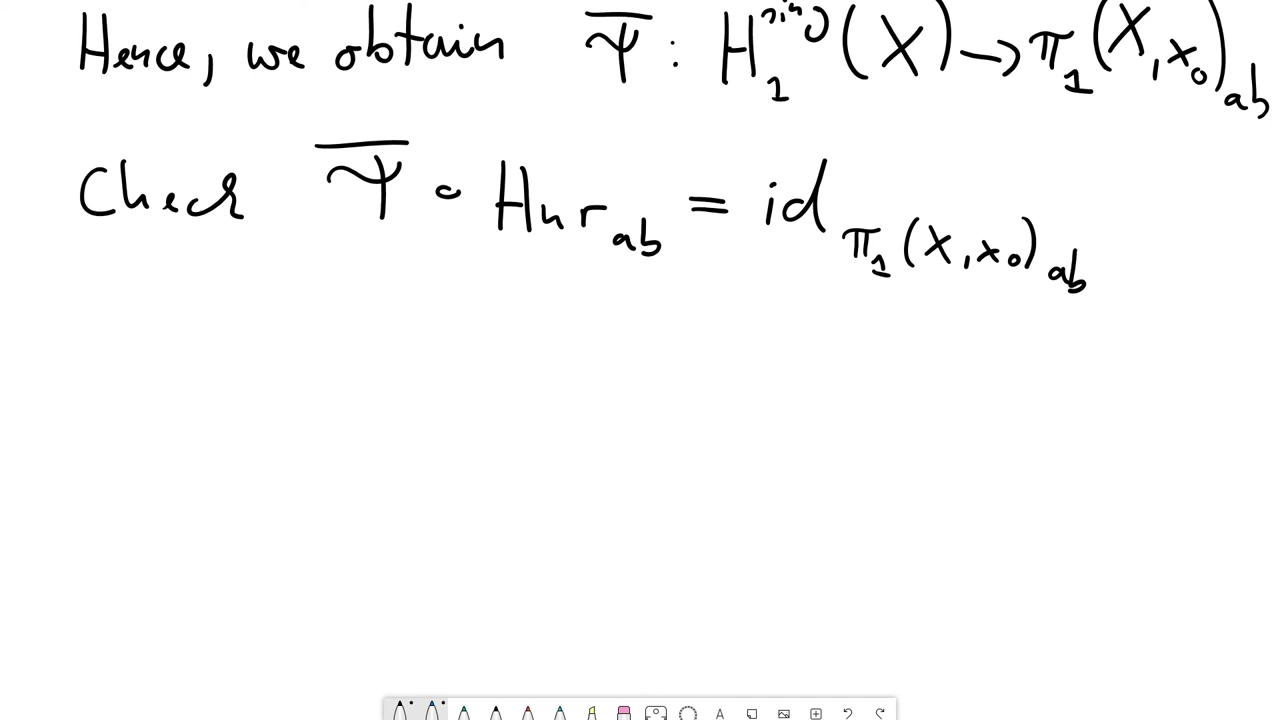 Hence, we obtain Ψ̅ : H₁^sing(X) → π₁(X, x₀)_ab
Check Ψ̅ ∘ Hur_ab = id_π₁(X, x₀)_ab
A